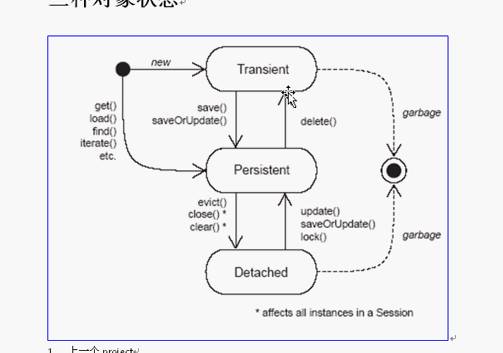 三种对象状态
new
Transient
get()
load()
find()
iterate()
etc.
save()
saveOrUpdate()
delete()
garbage
Persistent
evict()
close() *
clear() *
update()
saveOrUpdate()
lock()
garbage
Detached
* affects all instances in a Session
1. 上一个 project